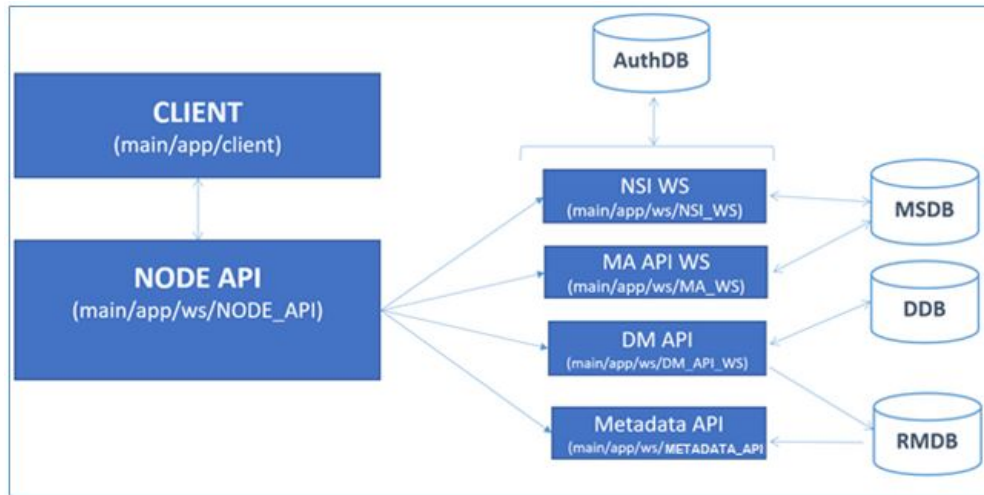 AuthDB
CLIENT
(main/app/client)
NODE API
(main/app/ws/NODE_API)
NSI WS
(main/app/ws/NSI_WS)
MA API WS
(main/app/ws/MA_WS)
DM API
(main/app/ws/DM_API_WS)
Metadata API
(main/app/ws/METADATA_API)
MSDB
DDB
RMDB